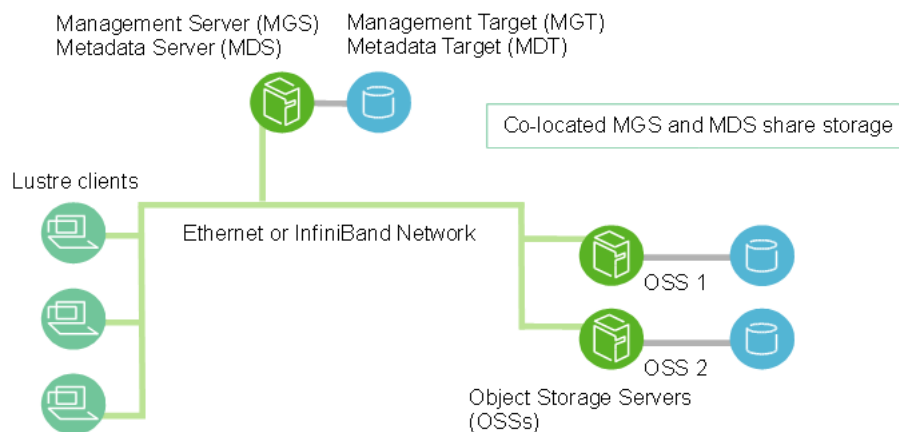 Management Server (MGS)
Metadata Server (MDS)
Management Target (MGT)
Metadata Target (MDT)
Co-located MGS and MDS share storage
Lustre clients
Ethernet or InfiniBand Network
OSS 1
OSS 2
Object Storage Servers
(OSSs)